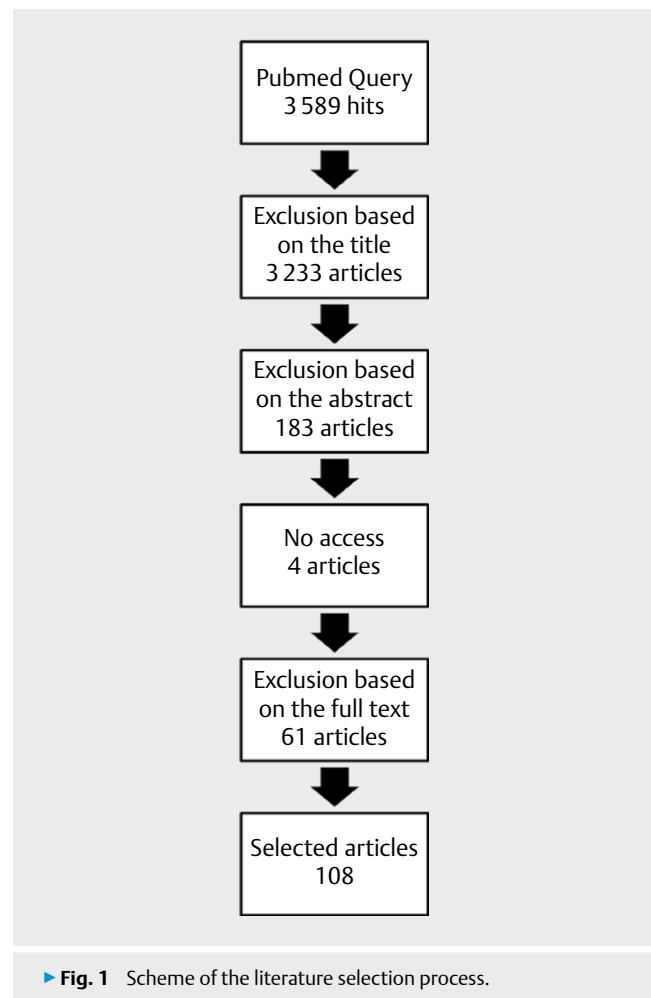 Pubmed Query
3 589 hits
Exclusion based
on the title
3 233 articles
Exclusion based
on the abstract
183 articles
No access
4 articles
Exclusion based
on the full text
61 articles
Selected articles
108
▶ Fig. 1 Scheme of the literature selection process.